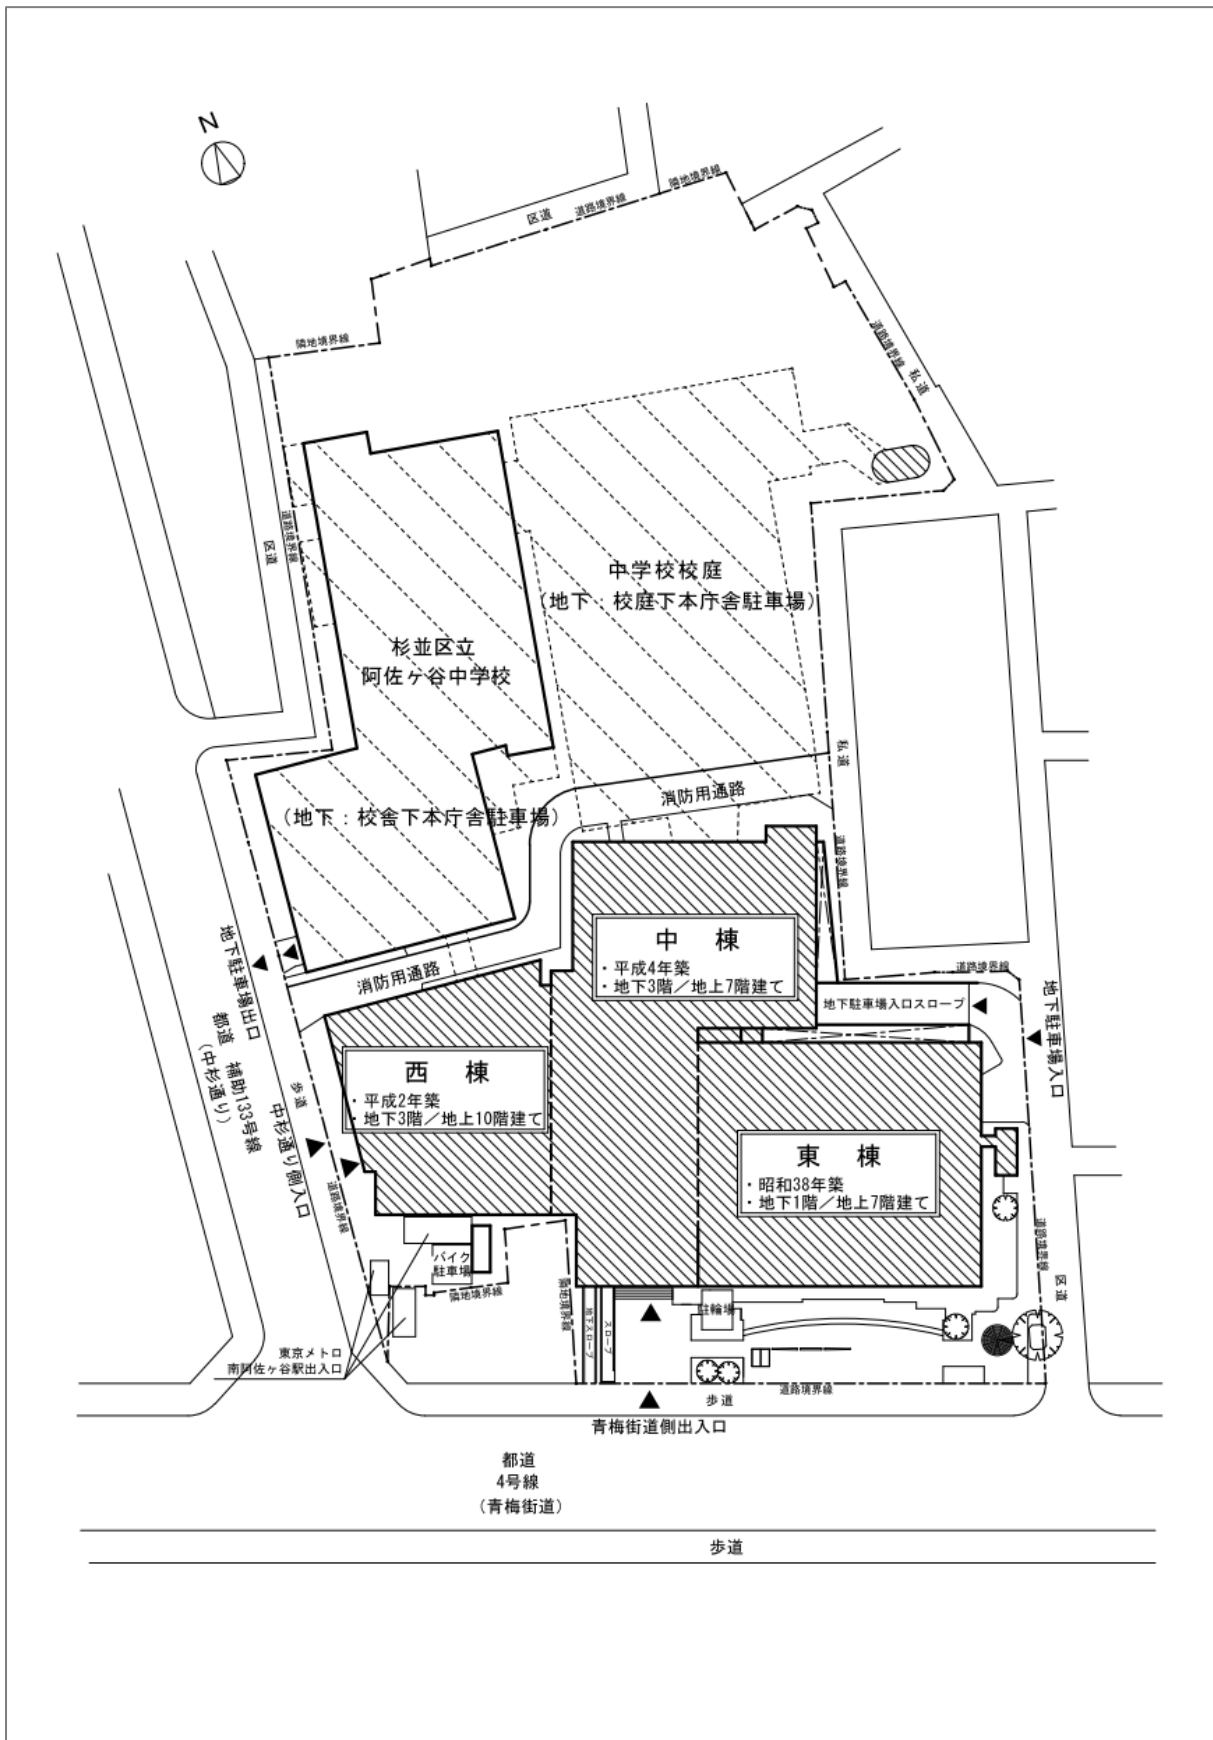 N
隣地境界線
区道
道路境界線
隣地境界線
道路境界線
私道
道路境界線
区道
中学校校庭
(地下：校庭下本庁舎駐車場)
杉並区立
阿佐ヶ谷中学校
(地下：校舎下本庁舎駐車場)
私道
消防用通路
道路境界線
中 棟
・平成4年築
・地下3階／地上7階建て
地下駐車場出口
消防用通路
道路境界線
地下駐車場入口スロープ
地下駐車場入口
都道 補助133号線
(中杉通り)
歩道
中杉通り側入口
道路境界線
西 棟
・平成2年築
・地下3階／地上10階建て
東 棟
・昭和38年築
・地下1階／地上7階建て
バイク
駐車場
隣地境界線
隣地境界線
地下スロープ
スロープ
駐輪場
道路境界線
区道
東京メトロ
南阿佐ヶ谷駅出入口
道路境界線
歩道
青梅街道側出入口
都道
4号線
(青梅街道)
歩道